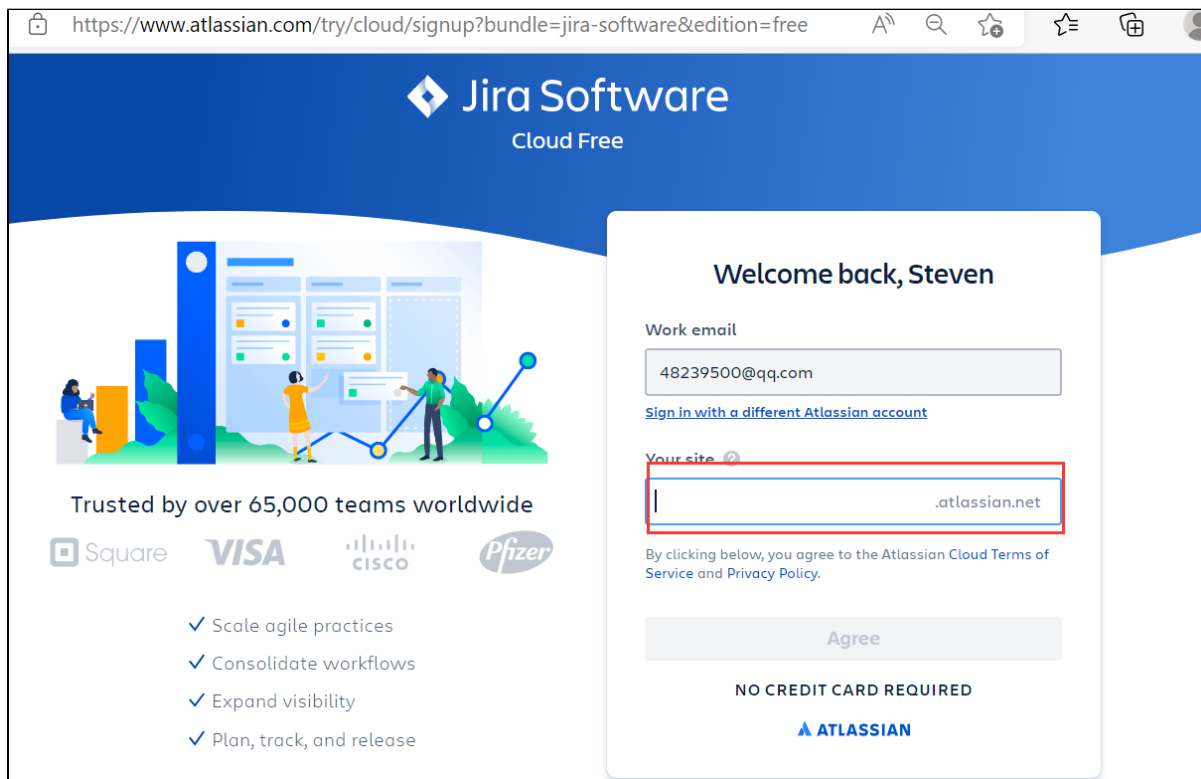 https://www.atlassian.com/try/cloud/signup?bundle=jira-software&edition=free
Jira Software
Cloud Free
Welcome back, Steven
Work email
48239500@qq.com
Sign in with a different Atlassian account
Your site
.atlassian.net
By clicking below, you agree to the Atlassian Cloud Terms of
Service and Privacy Policy.
Agree
NO CREDIT CARD REQUIRED
ATLASSIAN
Trusted by over 65,000 teams worldwide
Square VISA CISCO Pfizer
Scale agile practices
Consolidate workflows
Expand visibility
Plan, track, and release